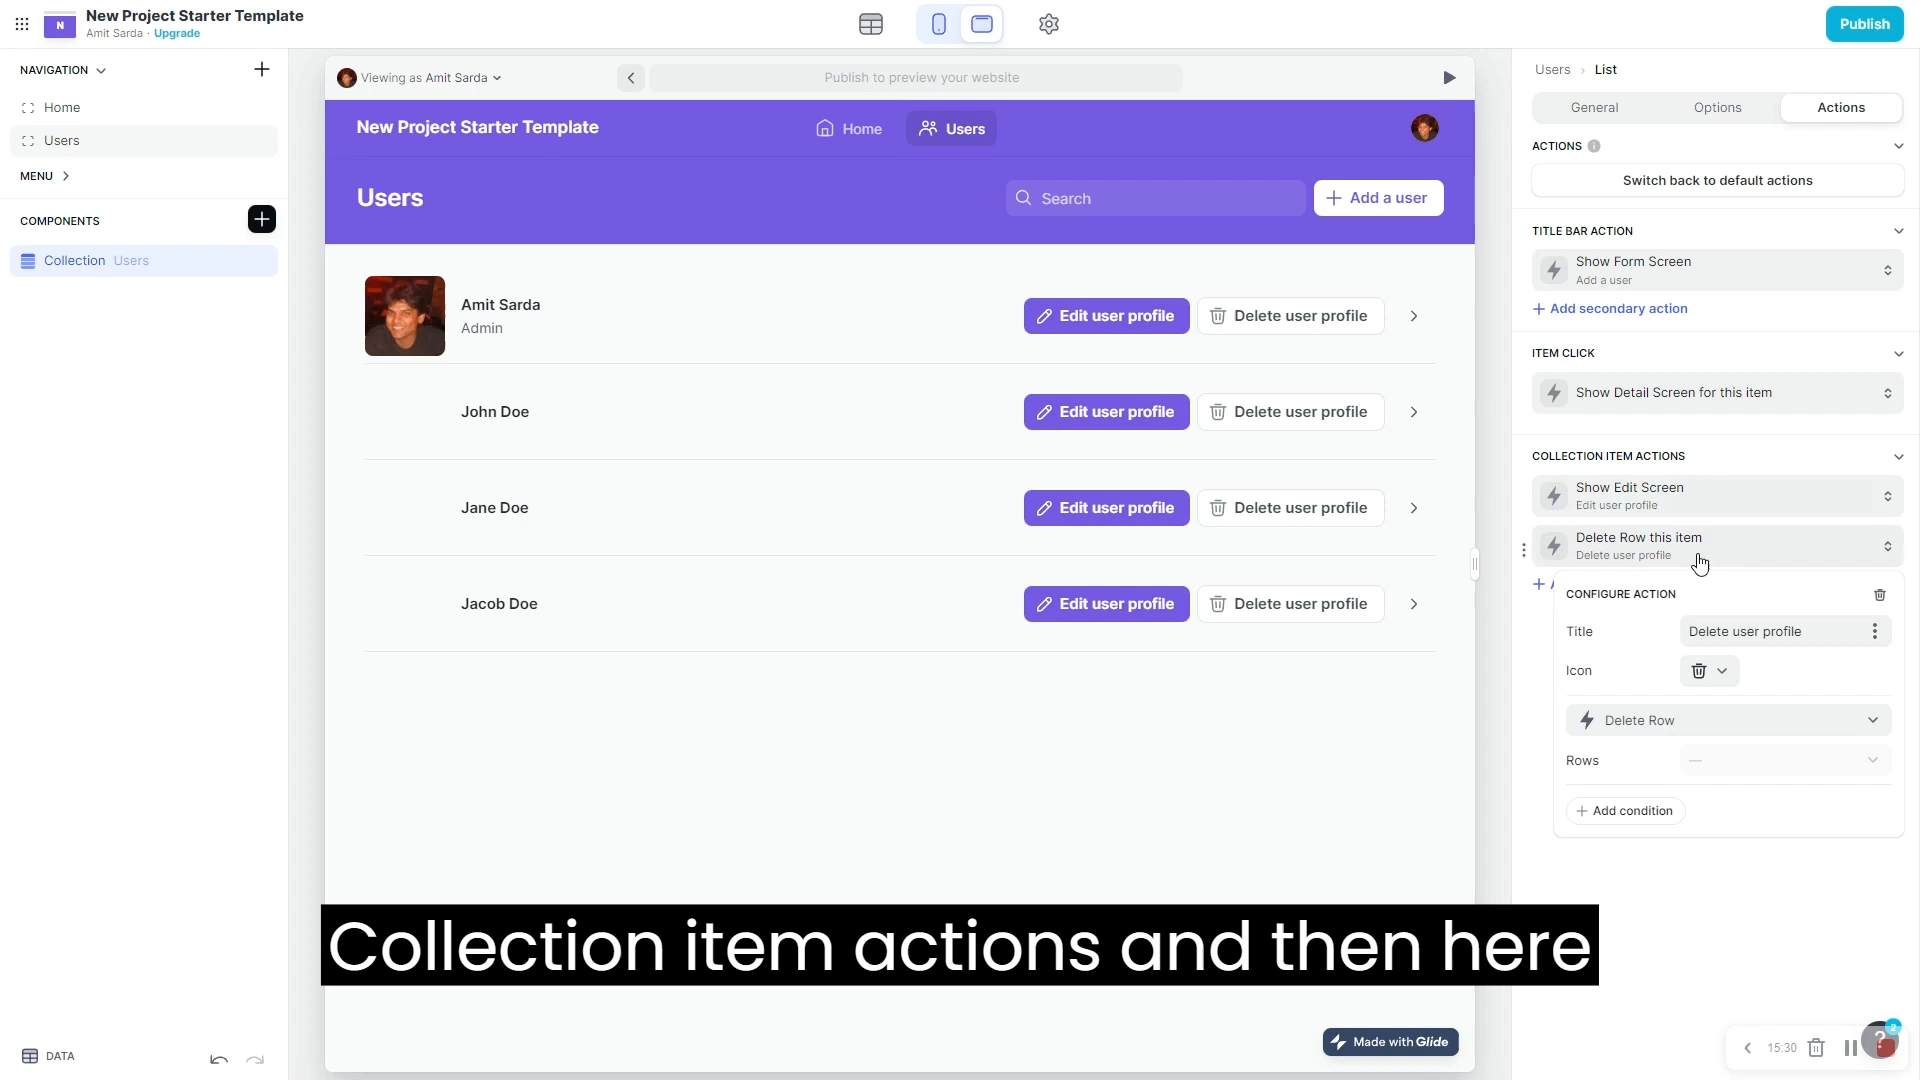 N
New Project Starter Template
Amit Sarda · Upgrade
Publish
NAVIGATION
Home
Users
MENU
COMPONENTS
Collection Users
DATA
Viewing as Amit Sarda
Publish to preview your website
New Project Starter Template
Home
Users
Users
Search
Add a user
Amit Sarda
Admin
Edit user profile
Delete user profile
John Doe
Edit user profile
Delete user profile
Jane Doe
Edit user profile
Delete user profile
Jacob Doe
Edit user profile
Delete user profile
Collection item actions and then here
Made with Glide
Users › List
General Options Actions
ACTIONS
Switch back to default actions
TITLE BAR ACTION
Show Form Screen
Add a user
Add secondary action
ITEM CLICK
Show Detail Screen for this item
COLLECTION ITEM ACTIONS
Show Edit Screen
Edit user profile
Delete Row this item
Delete user profile
CONFIGURE ACTION
Title Delete user profile
Icon
Delete Row
Rows —
Add condition
15:30
?
2